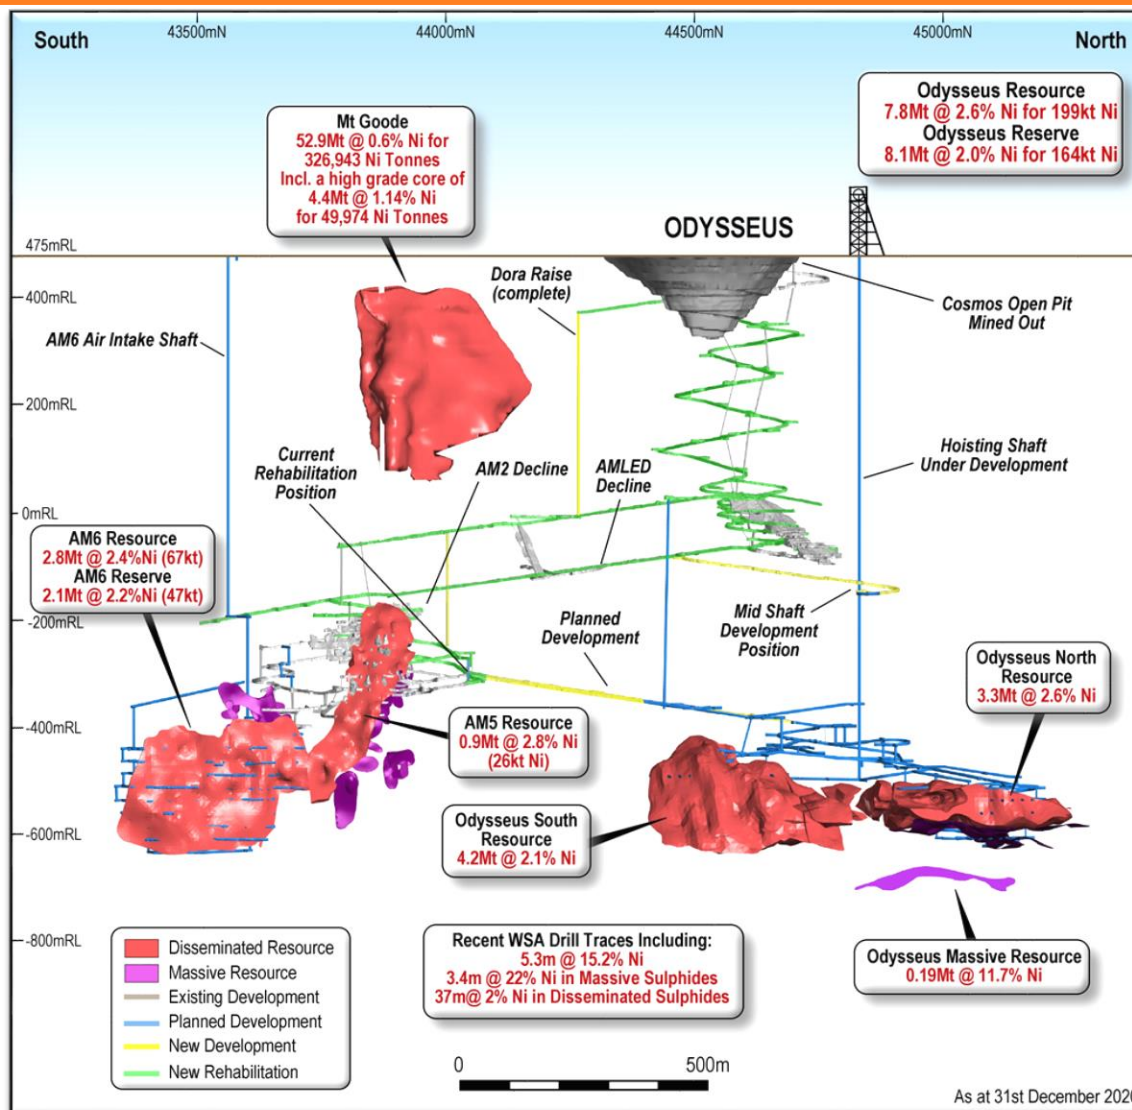 43500mN
44000mN
44500mN
45000mN
South
North
Odysseus Resource
7.8Mt @ 2.6% Ni for 199kt Ni
Odysseus Reserve
8.1Mt @ 2.0% Ni for 164kt Ni
Mt Goode
52.9Mt @ 0.6% Ni for
326,943 Ni Tonnes
Incl. a high grade core of
4.4Mt @ 1.14% Ni
for 49,974 Ni Tonnes
ODYSSEUS
475mRL
400mRL
200mRL
0mRL
-200mRL
-400mRL
-600mRL
-800mRL
Dora Raise
(complete)
Cosmos Open Pit
Mined Out
AM6 Air Intake Shaft
Current
Rehabilitation
Position
AM2 Decline
AMLED
Decline
Hoisting Shaft
Under Development
AM6 Resource
2.8Mt @ 2.4%Ni (67kt)
AM6 Reserve
2.1Mt @ 2.2%Ni (47kt)
Planned
Development
Mid Shaft
Development
Position
Odysseus North
Resource
3.3Mt @ 2.6% Ni
AM5 Resource
0.9Mt @ 2.8% Ni
(26kt Ni)
Odysseus South
Resource
4.2Mt @ 2.1% Ni
Odysseus Massive Resource
0.19Mt @ 11.7% Ni
Disseminated Resource
Massive Resource
Existing Development
Planned Development
New Development
New Rehabilitation
Recent WSA Drill Traces Including:
5.3m @ 15.2% Ni
3.4m @ 22% Ni in Massive Sulphides
37m@ 2% Ni in Disseminated Sulphides
0
500m
As at 31st December 2020